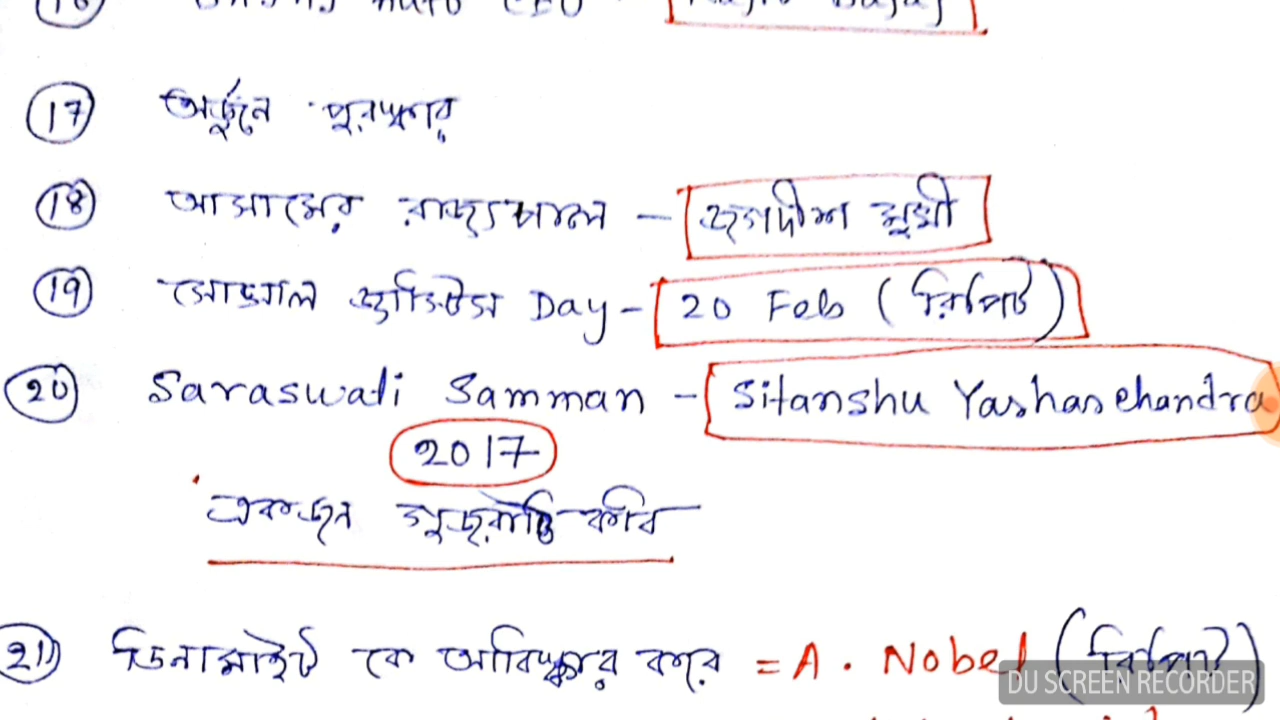 (17) অর্জুন পুরস্কার
(18) আসামের রাজ্যপাল - জগদীশ মুখী
(19) সোশ্যাল জাস্টিস Day - 20 Feb (রিপিট)
(20) Saraswati Samman - Sitanshu Yashaschandra
2017
একজন গুজরাতি কবি
(21) ডিনামাইট কে আবিষ্কার করে = A. Nobel (রিপিট)
DU SCREEN RECORDER